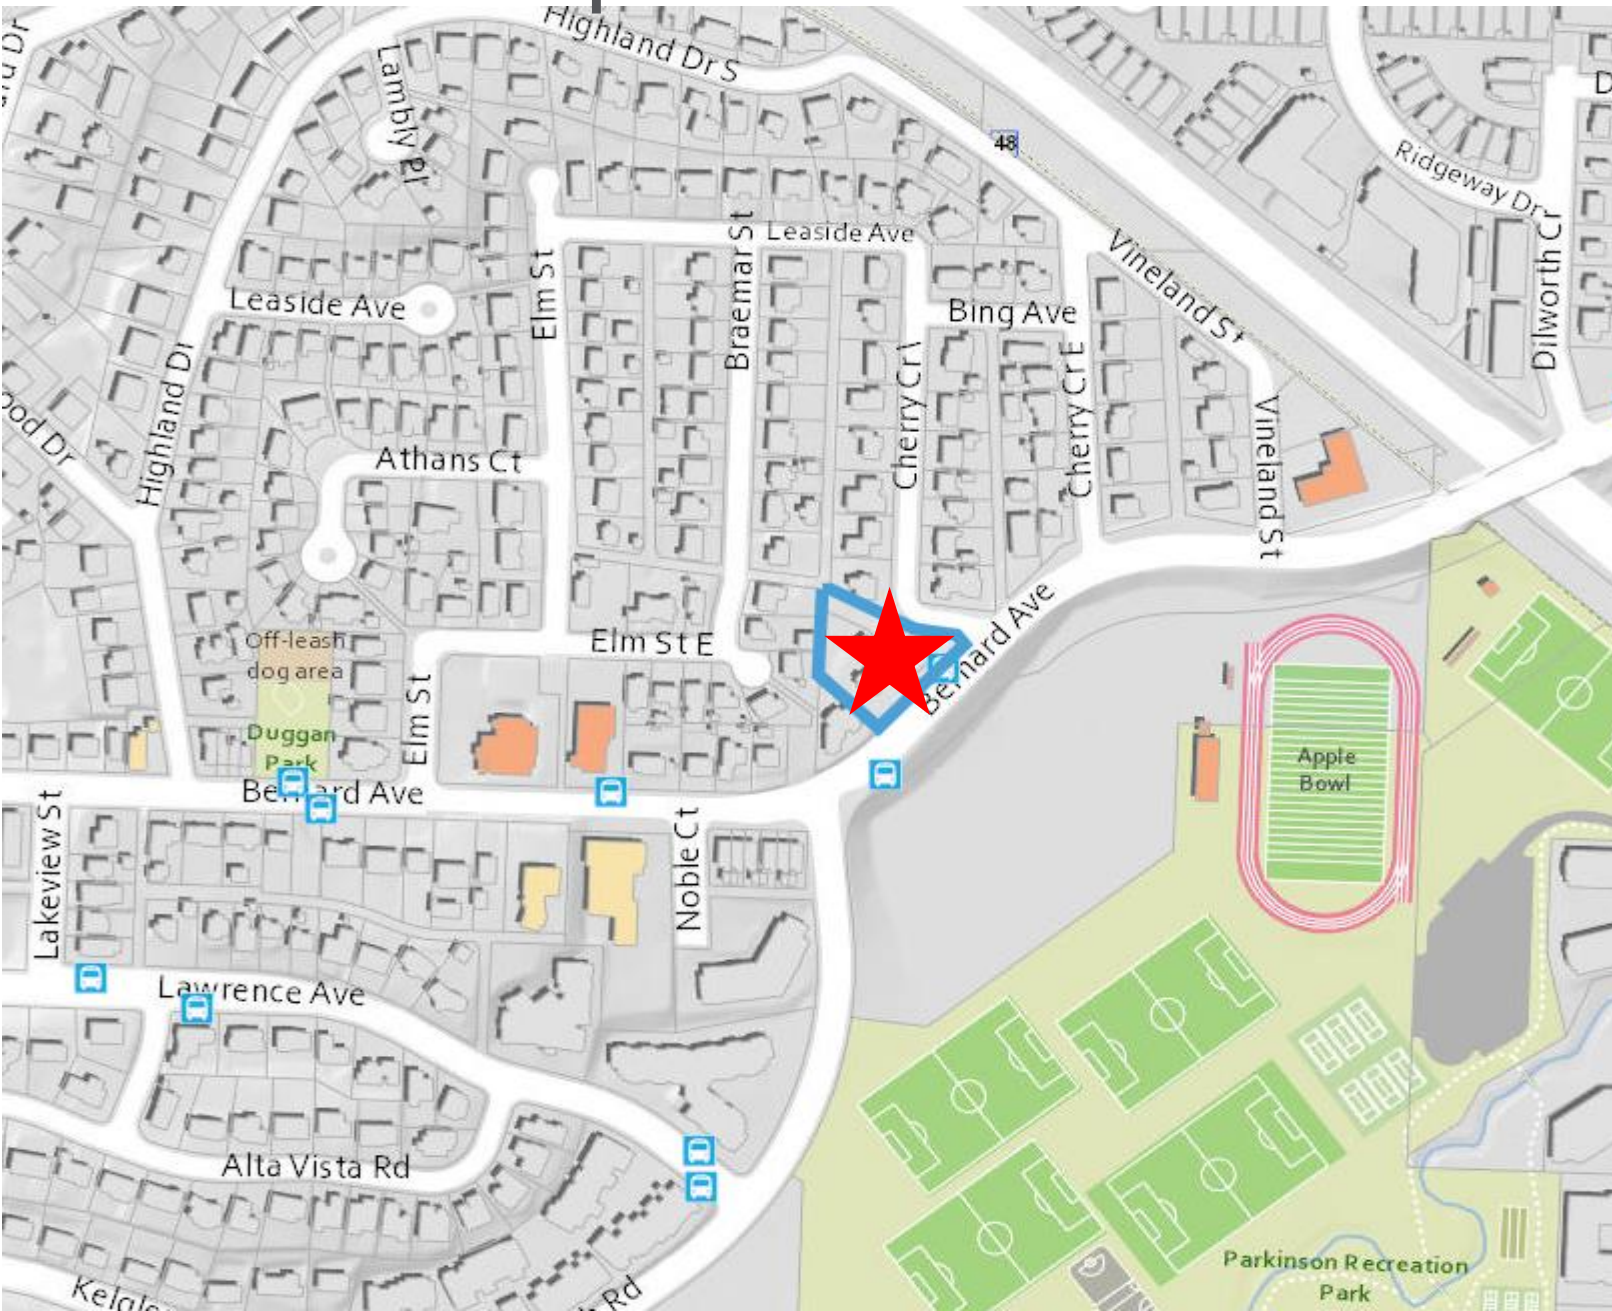 Highland Dr S
Lambly Pl
48
Ridgeway Dr
D
Leaside Ave
Vineland St
Dilworth Cr
Elm St
Braemar St
Leaside Ave
Bing Ave
Highland Dr
Cherry Cr
Cherry Cr E
Vineland St
ood Dr
Athans Ct
Off-leash
dog area
Elm St E
Bernard Ave
Elm St
Duggan
Park
Bernard Ave
Apple
Bowl
Lakeview St
Noble Ct
Lawrence Ave
Alta Vista Rd
Parkinson Recreation
Park
Rd